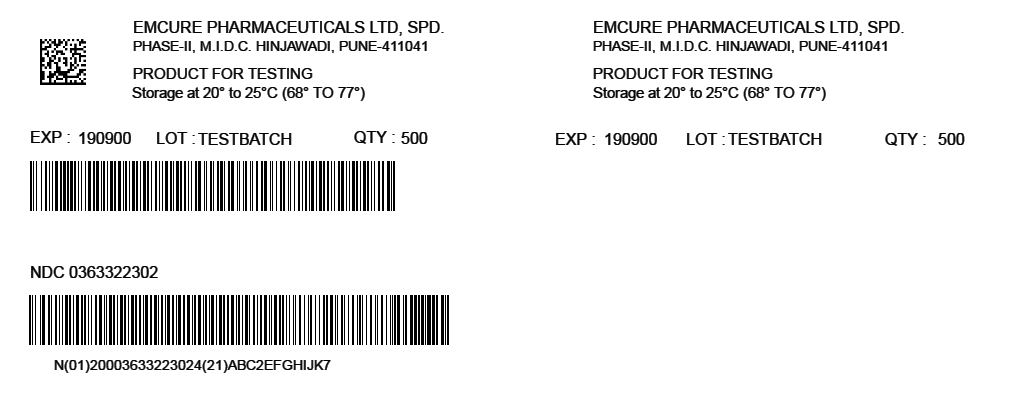 EMCURE PHARMACEUTICALS LTD, SPD.
PHASE-II, M.I.D.C. HINJAWADI, PUNE-411041
PRODUCT FOR TESTING
Storage at 20° to 25°C (68° TO 77°)
EXP : 190900 LOT : TESTBATCH QTY : 500
NDC 0363322302
N(01)20003633223024(21)ABC2EFGHIJK7
EMCURE PHARMACEUTICALS LTD, SPD.
PHASE-II, M.I.D.C. HINJAWADI, PUNE-411041
PRODUCT FOR TESTING
Storage at 20° to 25°C (68° TO 77°)
EXP : 190900 LOT : TESTBATCH QTY : 500